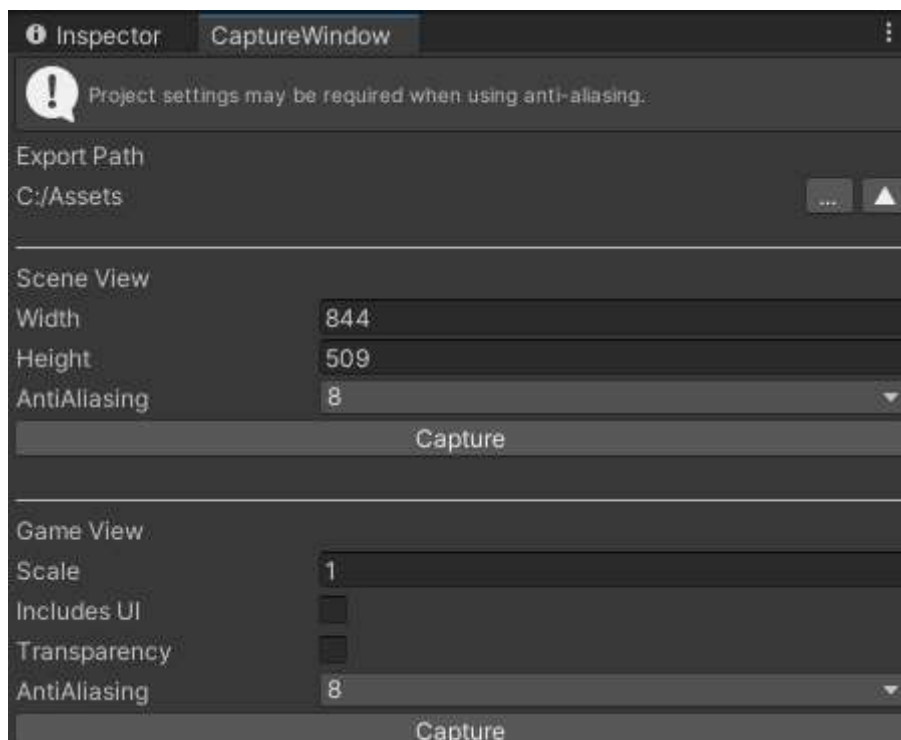 Inspector CaptureWindow
Project settings may be required when using anti-aliasing.
Export Path
C:/Assets ...
Scene View
Width 844
Height 509
AntiAliasing 8
Capture
Game View
Scale 1
Includes UI
Transparency
AntiAliasing 8
Capture